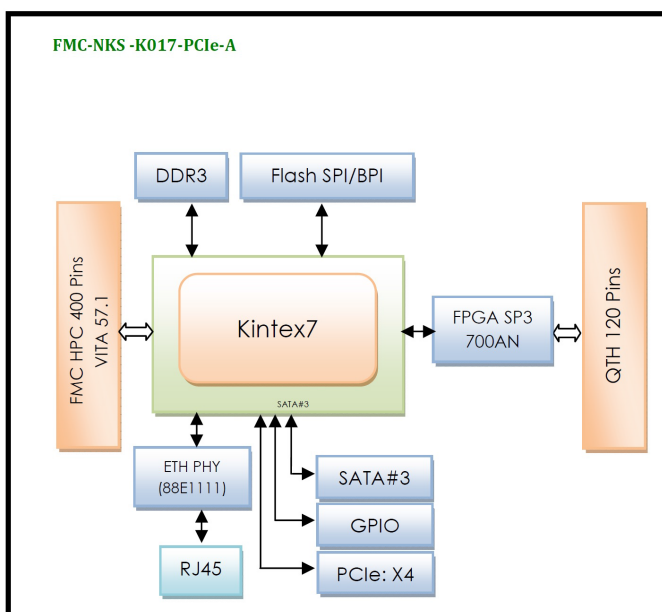 FMC-NKS -K017-PCIe-A
DDR3
Flash SPI/BPI
FMC HPC 400 Pins
VITA 57.1
Kintex7
SATA#3
FPGA SP3
700AN
QTH 120 Pins
ETH PHY
(88E1111)
SATA#3
GPIO
RJ45
PCIe: X4